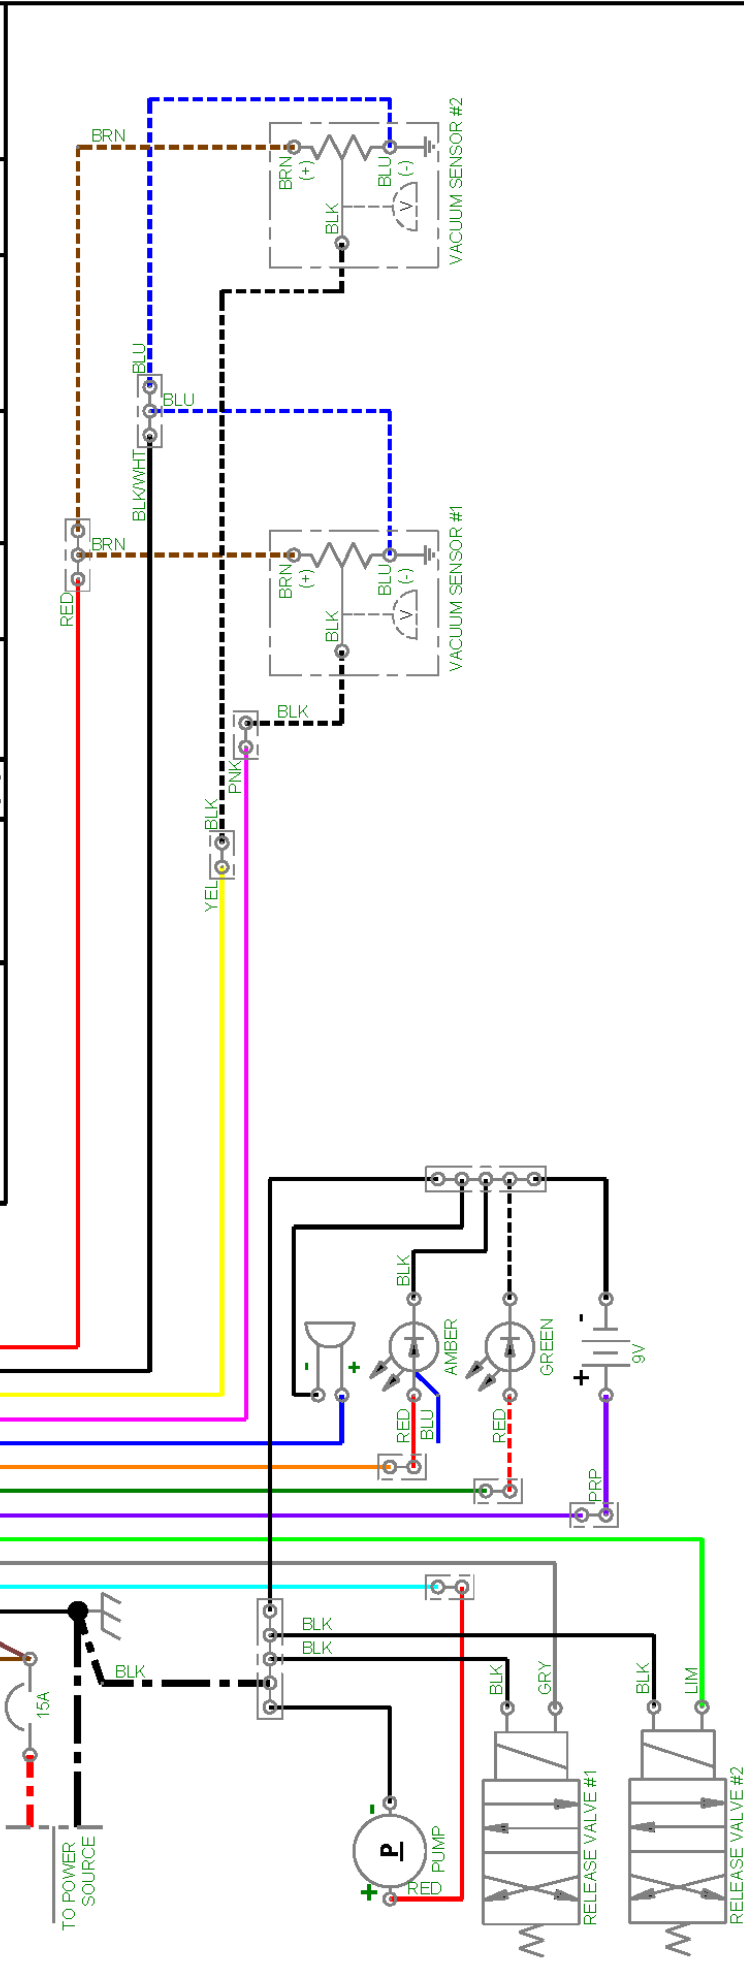 VACUUM SENSOR #2
BRN
BRN
(+)
BLU
(-)
V
BLK
BLU
BLU
BLK/WHT
VACUUM SENSOR #1
BRN
BRN
(+)
BLU
(-)
V
BLK
RED
BLK
PNK
BLK
YEL
BLK
-
+
AMBER
GREEN
-
+
9V
RED
BLU
RED
PRP
BLK
BLK
BLK
15A
BLK
GRY
BLK
LIM
TO POWER
SOURCE
-
P
+
PUMP
RED
RELEASE VALVE #1
RELEASE VALVE #2